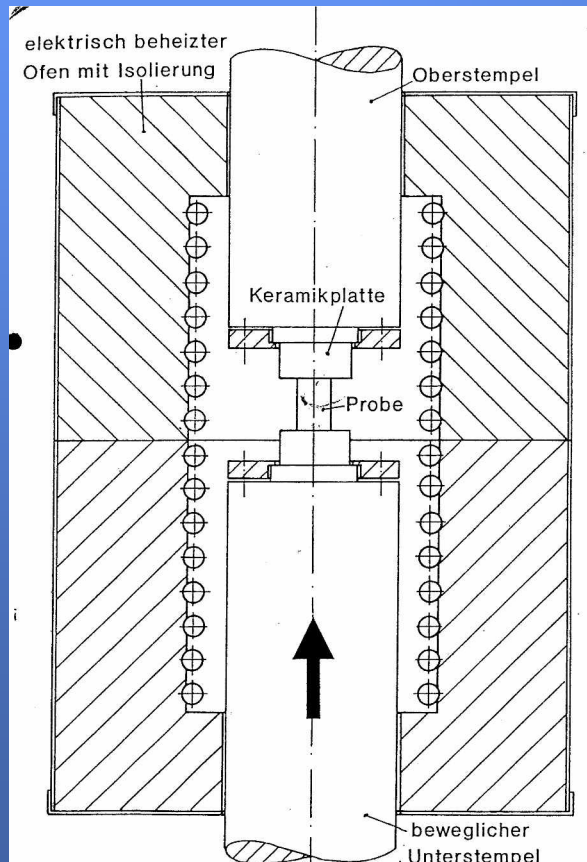 elektrisch beheizter
Ofen mit Isolierung
Oberstempel
Keramikplatte
Probe
beweglicher
Unterstempel